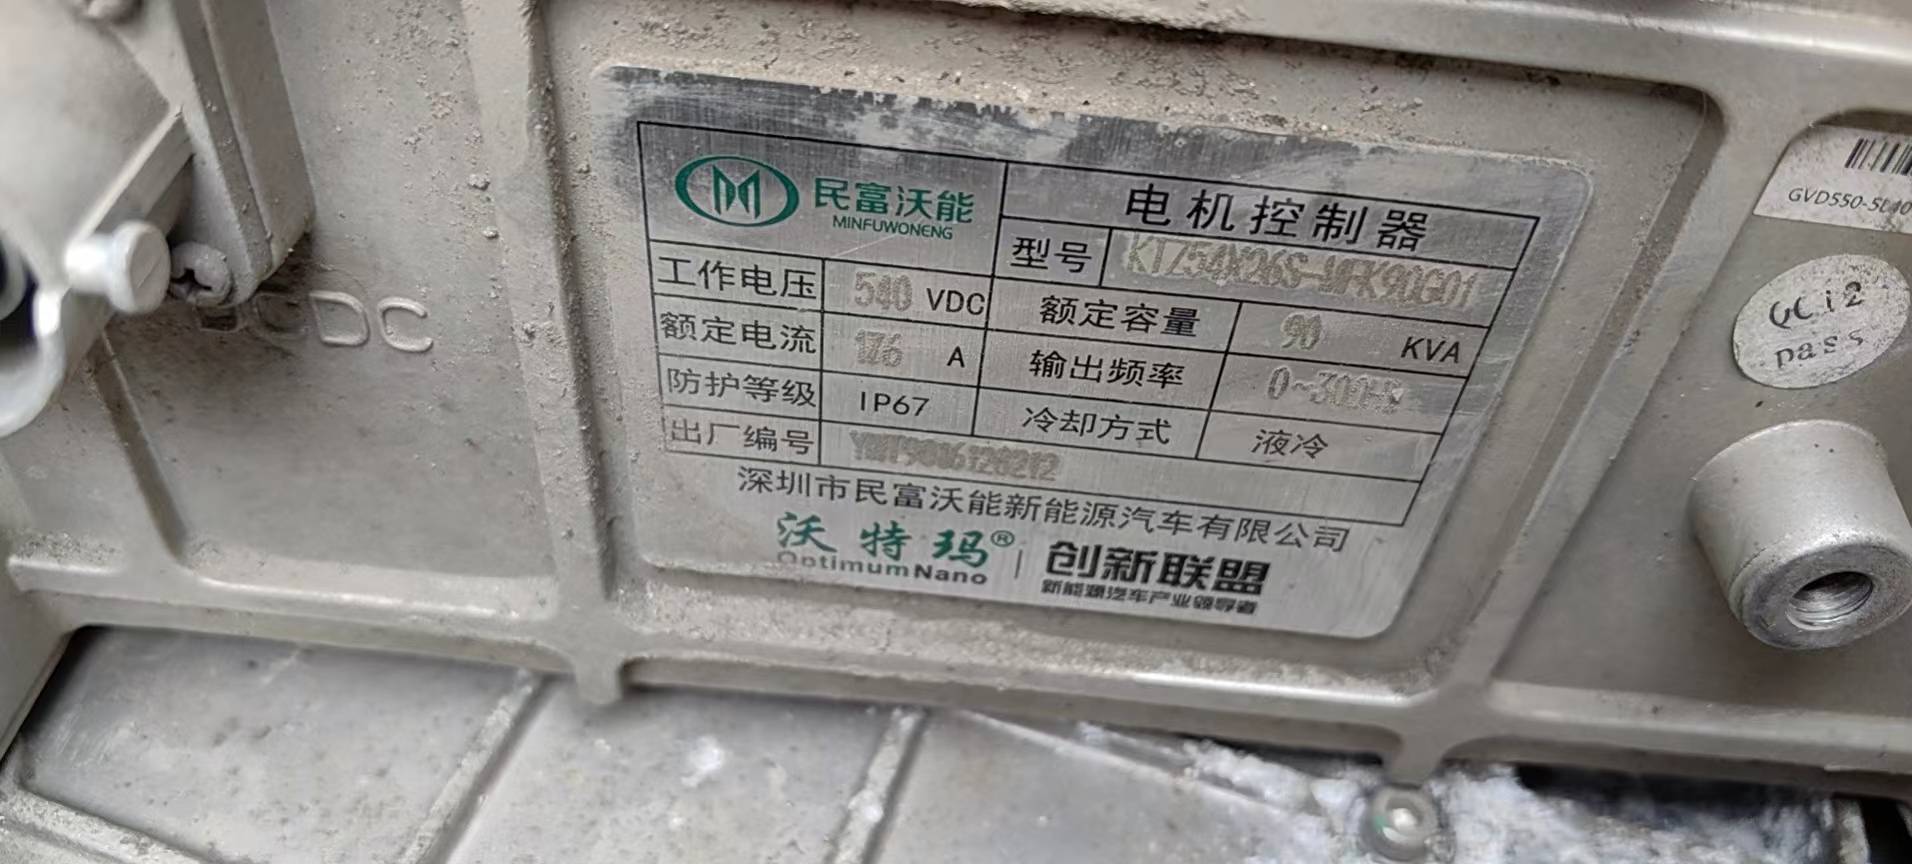 民富沃能
MINFUWONENG
电机控制器
型号 KTZ54X26S-MFK90G01
工作电压 540 VDC 额定容量 90 KVA
额定电流 176 A 输出频率 0~300HZ
防护等级 IP67 冷却方式 液冷
出厂编号
深圳市民富沃能新能源汽车有限公司
沃特玛® 创新联盟
OptimumNano 新能源汽车产业领导者
DCDC
QC12
pass